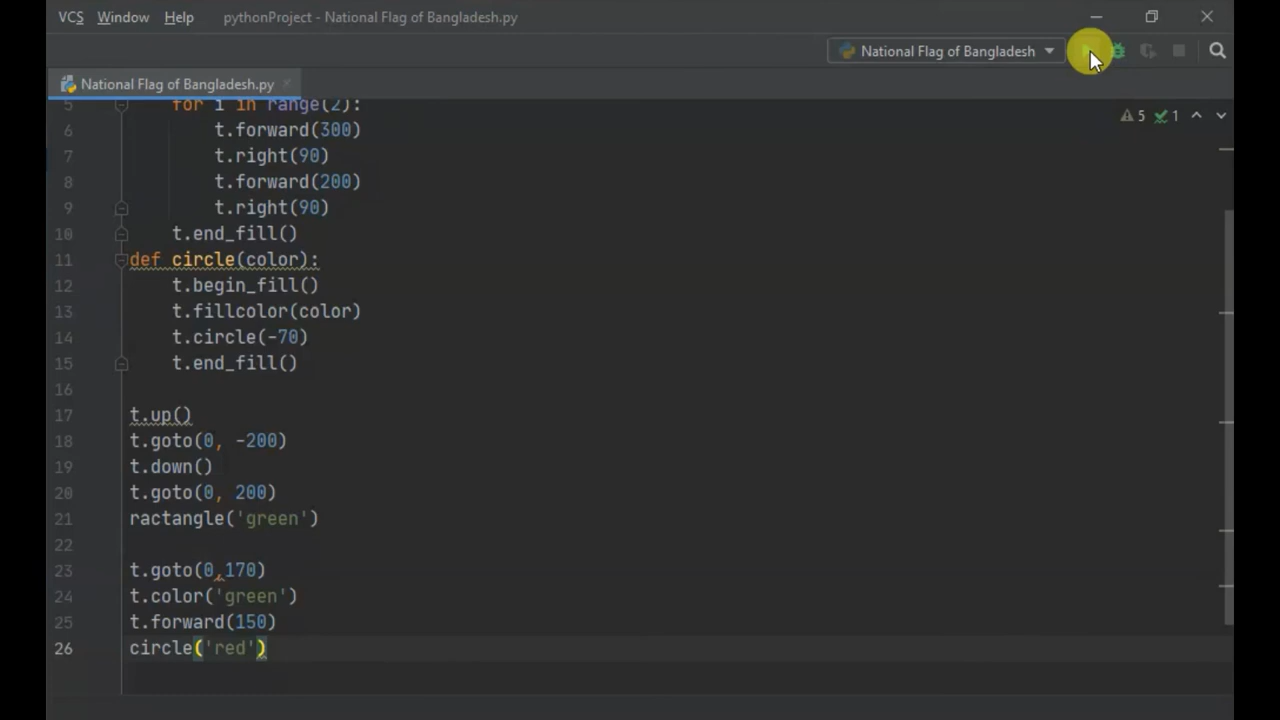 VCS Window Help pythonProject - National Flag of Bangladesh.py
National Flag of Bangladesh
National Flag of Bangladesh.py
5 for i in range(2):
5 1
6 t.forward(300)
7 t.right(90)
8 t.forward(200)
9 t.right(90)
10 t.end_fill()
11 def circle(color):
12 t.begin_fill()
13 t.fillcolor(color)
14 t.circle(-70)
15 t.end_fill()
16
17 t.up()
18 t.goto(0, -200)
19 t.down()
20 t.goto(0, 200)
21 ractangle('green')
22
23 t.goto(0,170)
24 t.color('green')
25 t.forward(150)
26 circle('red')